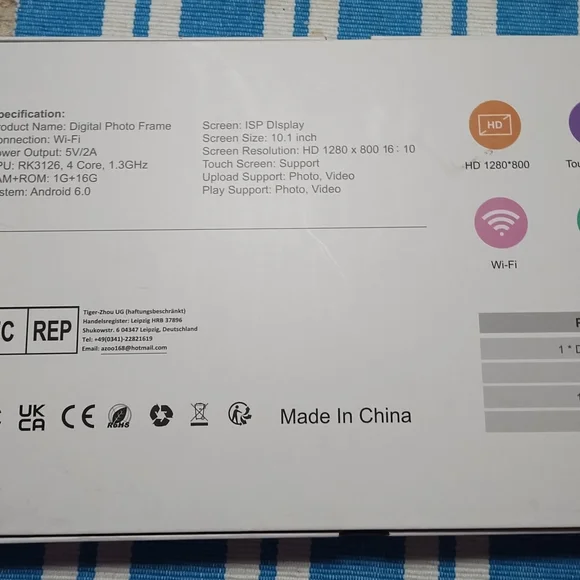 pecification:
roduct Name: Digital Photo Frame
onnection: Wi-Fi
ower Output: 5V/2A
PU: RK3126, 4 Core, 1.3GHz
AM+ROM: 1G+16G
stem: Android 6.0
Screen: ISP DIsplay
Screen Size: 10.1 inch
Screen Resolution: HD 1280 x 800 16 : 10
Touch Screen: Support
Upload Support: Photo, Video
Play Support: Photo, Video
HD
HD 1280*800
Tou
Wi-Fi
C REP
Tiger-Zhou UG (haftungsbeschränkt)
Handelsregister: Leipzig HRB 37896
Shukowstr. 6 04347 Leipzig, Deutschland
Tel: +49(0341)-22821619
Email: azoo168@hotmail.com
1 * D
1
UK
CA
CE
RoHS
Made In China